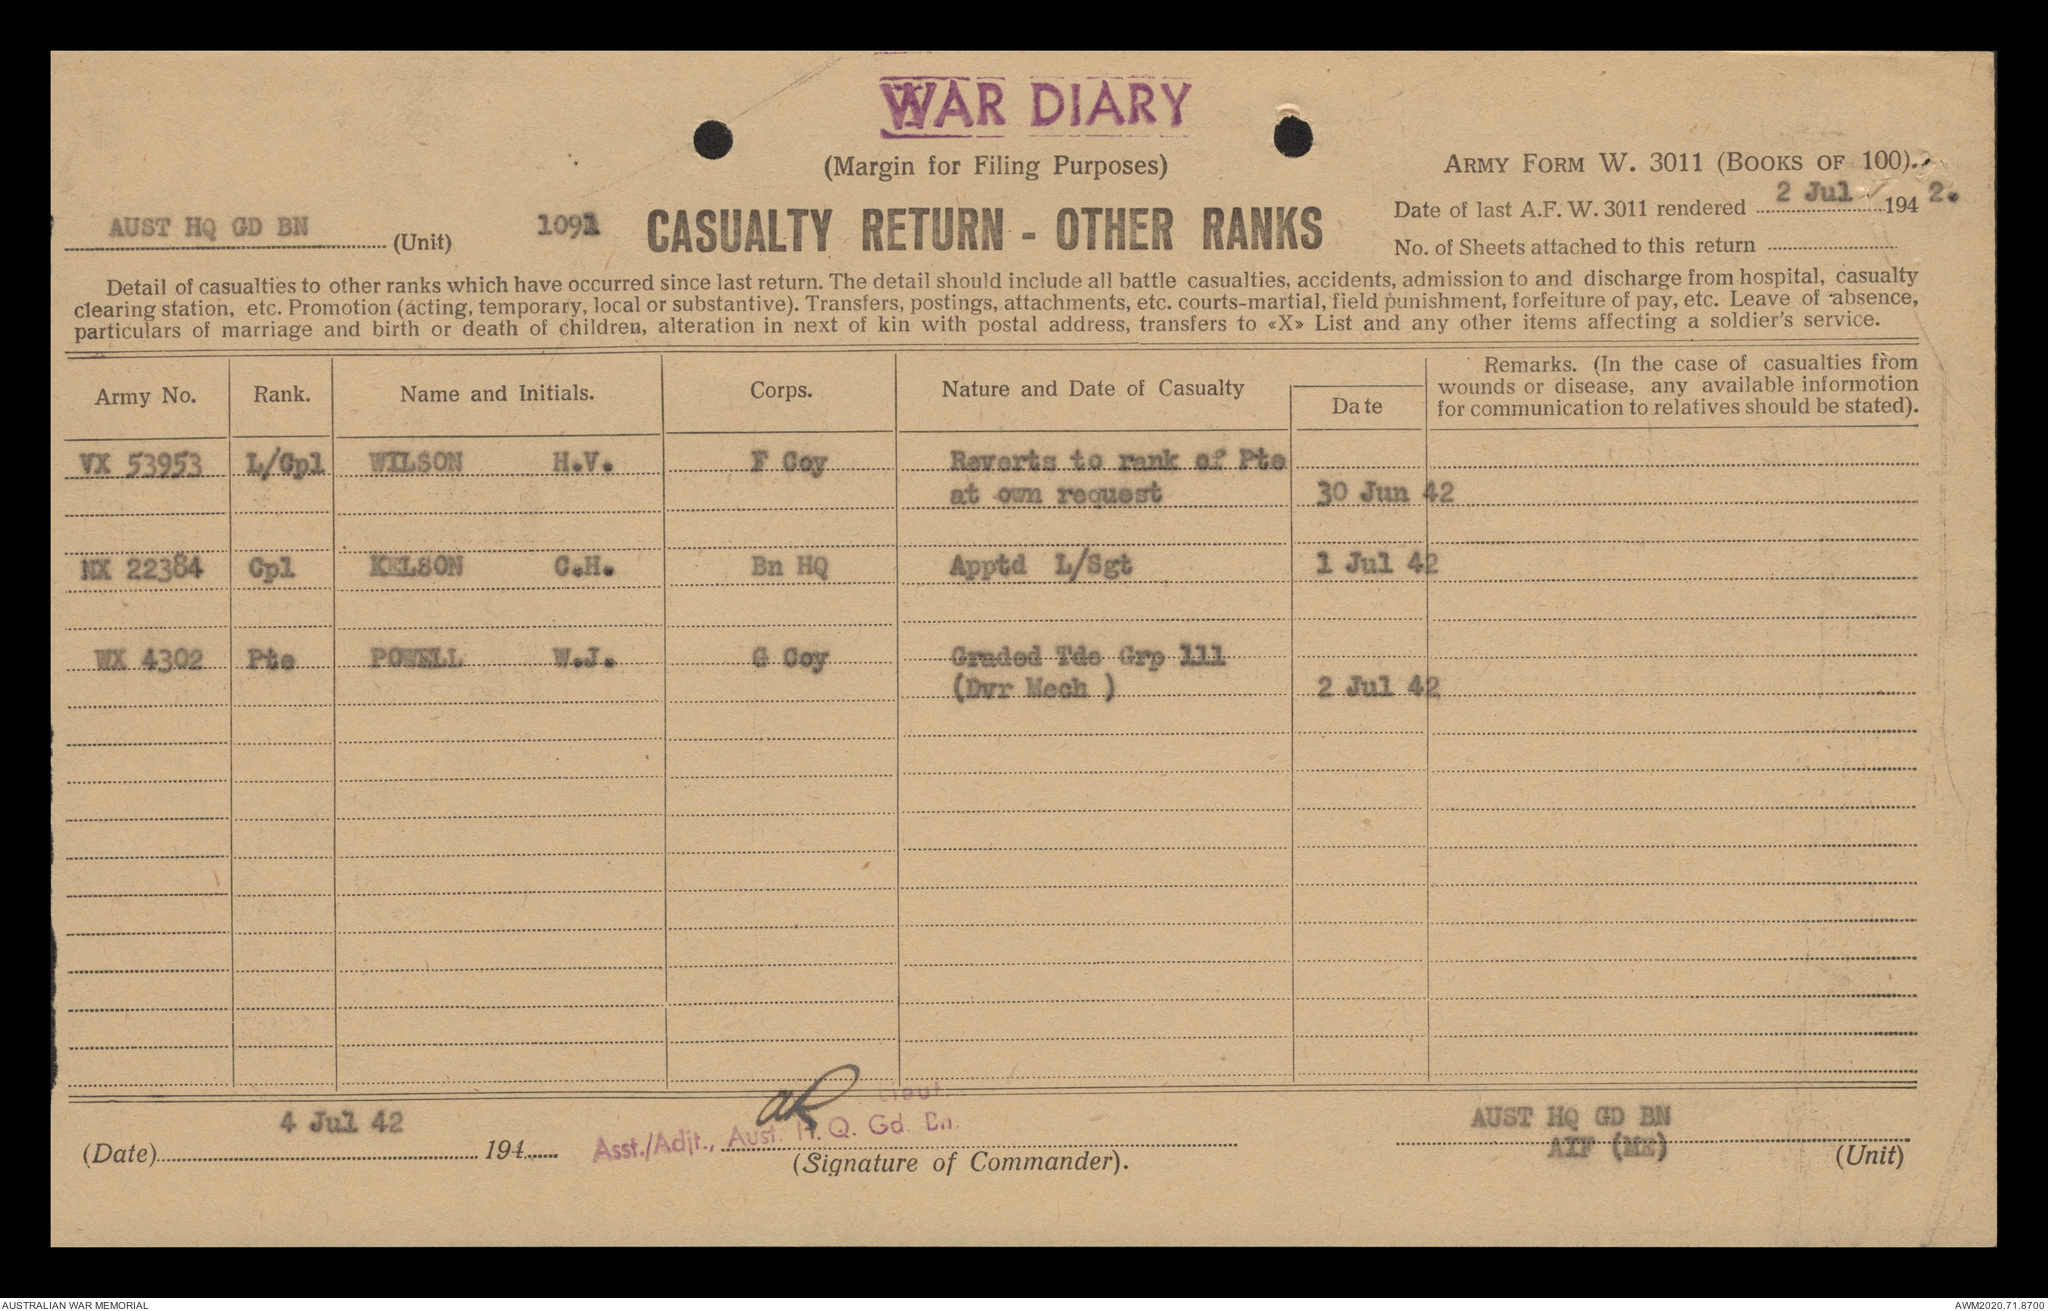 WAR DIARY
(Margin for Filing Purposes)
ARMY FORM W. 3011 (BOOKS OF 100).
AUST HQ GD BN (Unit) 1091 CASUALTY RETURN - OTHER RANKS
Date of last A.F. W. 3011 rendered 2 Jul 194 2.
No. of Sheets attached to this return
Detail of casualties to other ranks which have occurred since last return. The detail should include all battle casualties, accidents, admission to and discharge from hospital, casualty
clearing station, etc. Promotion (acting, temporary, local or substantive). Transfers, postings, attachments, etc. courts-martial, field punishment, forfeiture of pay, etc. Leave of absence,
particulars of marriage and birth or death of children, alteration in next of kin with postal address, transfers to «X» List and any other items affecting a soldier's service.
Army No. Rank. Name and Initials. Corps. Nature and Date of Casualty Date
Remarks. (In the case of casualties from
wounds or disease, any available informotion
for communication to relatives should be stated).
VX 53953 L/Cpl WILSON H.V. F Coy Reverts to rank of Pte
at own request 30 Jun 42
NX 22384 Cpl KELSON C.H. Bn HQ Apptd L/Sgt 1 Jul 42
WX 4302 Pte POWELL W.J. G Coy Graded Tde Grp 111
(Dvr Mech ) 2 Jul 42
Lieut
4 Jul 42 AUST HQ GD BN
(Date) 194 Asst./Adjt., Aust. H. Q. Gd. Bn. AIF (ME) (Unit)
(Signature of Commander).
AUSTRALIAN WAR MEMORIAL AWM2020.71.8700